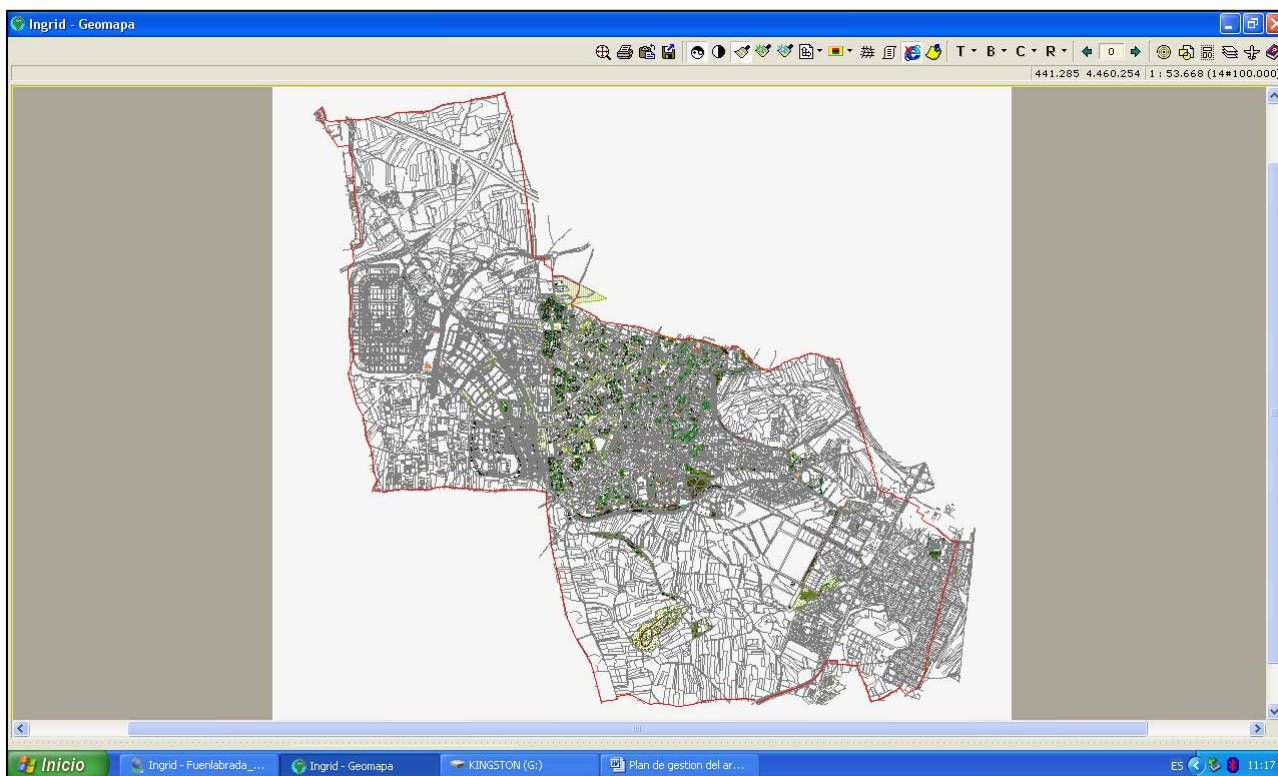 Ingrid - Geomapa
T B C R 0
441.285 4.460.254 1 : 53.668 (14#100.000)
Inicio Ingrid - Fuenlabrada_... Ingrid - Geomapa KINGSTON (G:) Plan de gestion del ar... ES 11:17